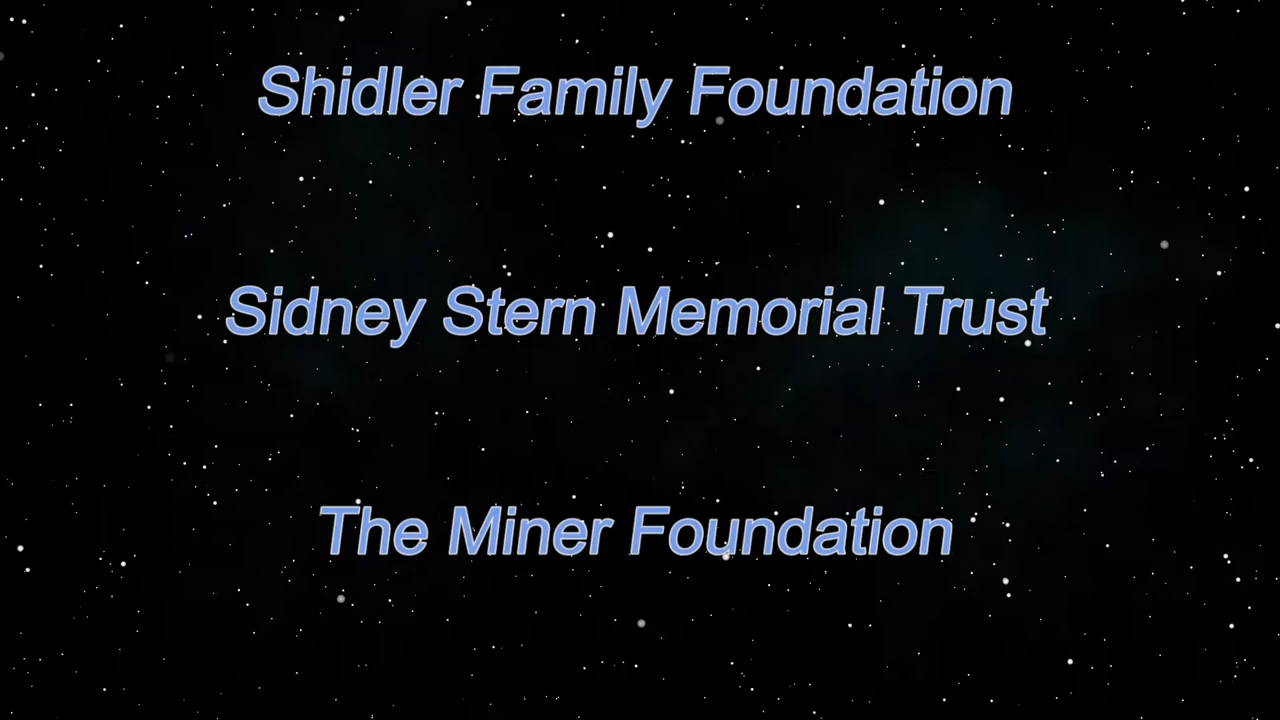 Shidler Family Foundation
Sidney Stern Memorial Trust
The Miner Foundation